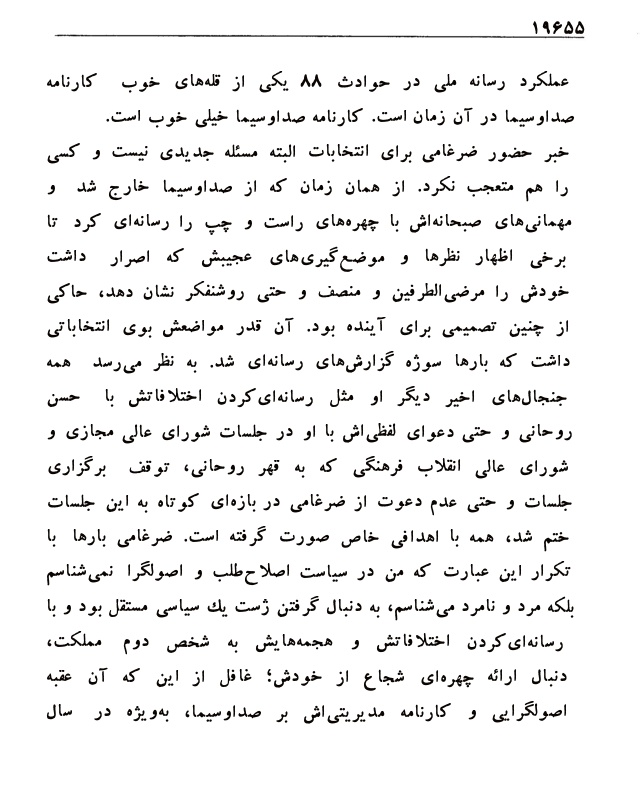 ۱۹۶۵۵
عملکرد رسانه ملی در حوادث ۸۸ یکی از قله‌های خوب کارنامه
صداوسیما در آن زمان است. کارنامه صداوسیما خیلی خوب است.
خبر حضور ضرغامی برای انتخابات البته مسئله جدیدی نیست و کسی
را هم متعجب نکرد. از همان زمان که از صداوسیما خارج شد و
مهمانی‌های صبحانه‌اش با چهره‌های راست و چپ را رسانه‌ای کرد تا
برخی اظهار نظرها و موضع‌گیری‌های عجیبش که اصرار داشت
خودش را مرضی‌الطرفین و منصف و حتی روشنفکر نشان دهد، حاکی
از چنین تصمیمی برای آینده بود. آن قدر مواضعش بوی انتخاباتی
داشت که بارها سوژه گزارش‌های رسانه‌ای شد. به نظر می‌رسد همه
جنجال‌های اخیر دیگر او مثل رسانه‌ای‌کردن اختلافاتش با حسن
روحانی و حتی دعوای لفظی‌اش با او در جلسات شورای عالی مجازی و
شورای عالی انقلاب فرهنگی که به قهر روحانی، توقف برگزاری
جلسات و حتی عدم دعوت از ضرغامی در بازه‌ای کوتاه به این جلسات
ختم شد، همه با اهدافی خاص صورت گرفته است. ضرغامی بارها با
تکرار این عبارت که من در سیاست اصلاح‌طلب و اصولگرا نمی‌شناسم
بلکه مرد و نامرد می‌شناسم، به دنبال گرفتن ژست یك سیاسی مستقل بود و با
رسانه‌ای‌کردن اختلافاتش و هجمه‌هایش به شخص دوم مملکت،
دنبال ارائه چهره‌ای شجاع از خودش؛ غافل از این که آن عقبه
اصولگرایی و کارنامه مدیریتی‌اش بر صداوسیما، به‌ویژه در سال